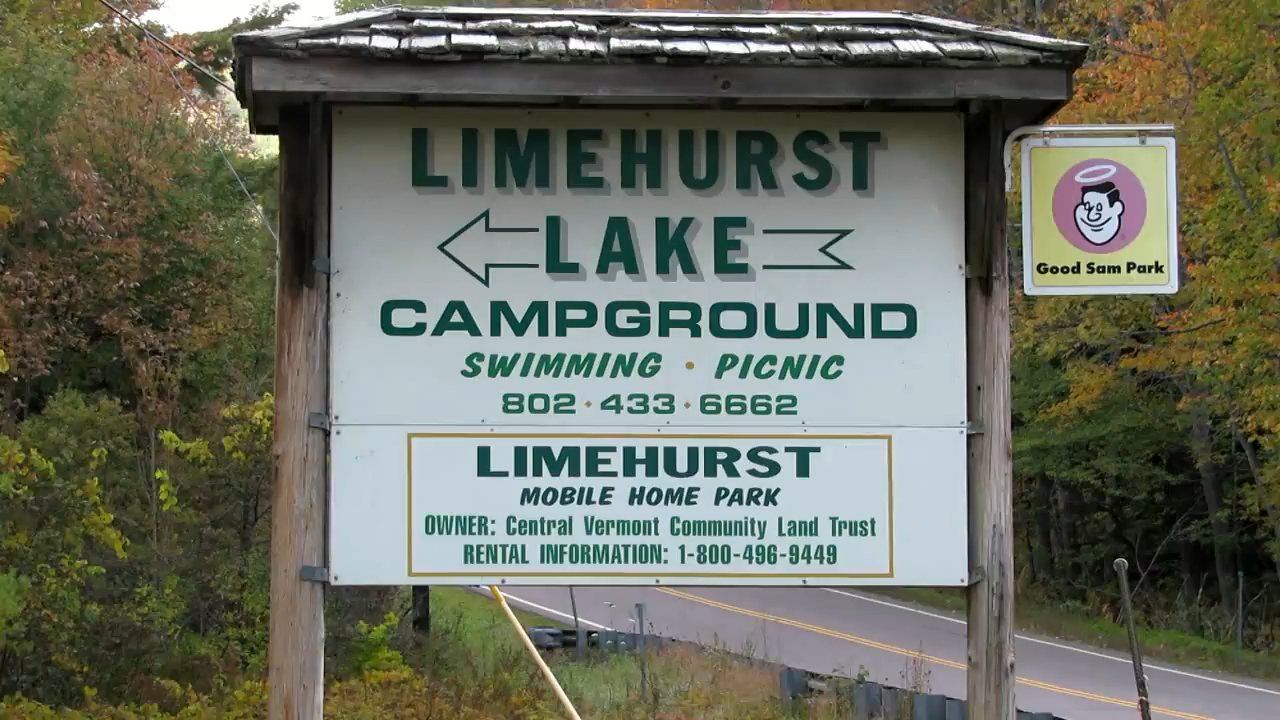 LIMEHURST
LAKE
CAMPGROUND
SWIMMING • PICNIC
802 · 433 · 6662
LIMEHURST
MOBILE HOME PARK
OWNER: Central Vermont Community Land Trust
RENTAL INFORMATION: 1-800-496-9449
Good Sam Park